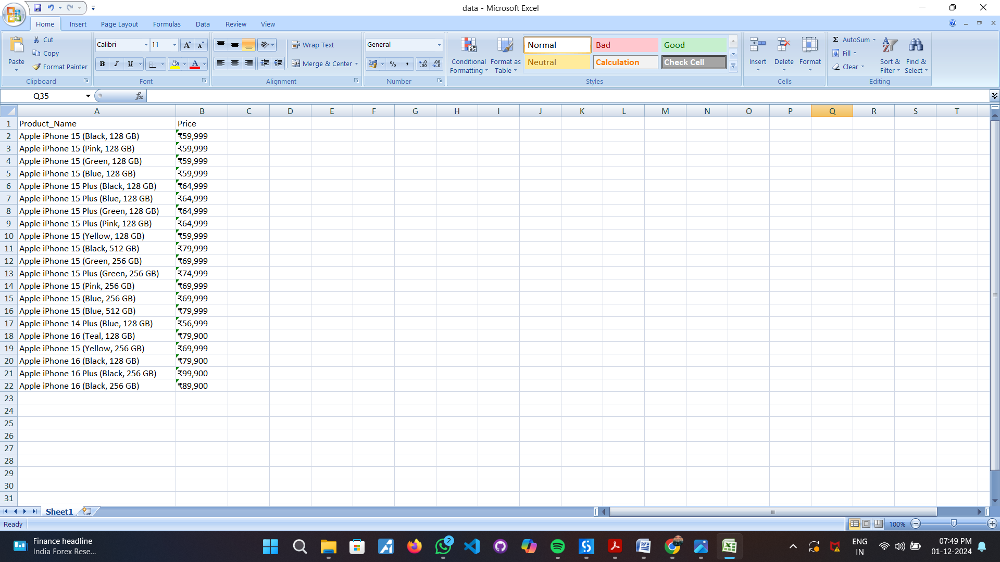 data - Microsoft Excel
Home Insert Page Layout Formulas Data Review View
Paste
Cut
Copy
Format Painter
Clipboard
Calibri 11
B I U
Font
Wrap Text
Merge & Center
Alignment
General
% ,
Number
Conditional Formatting
Format as Table
Normal Bad Good
Neutral Calculation Check Cell
Styles
Insert Delete Format
Cells
Σ AutoSum
Fill
Clear
Sort & Filter
Find & Select
Editing
Q35 fx
A B C D E F G H I J K L M N O P Q R S T
1 Product_Name Price
2 Apple iPhone 15 (Black, 128 GB) ₹59,999
3 Apple iPhone 15 (Pink, 128 GB) ₹59,999
4 Apple iPhone 15 (Green, 128 GB) ₹59,999
5 Apple iPhone 15 (Blue, 128 GB) ₹59,999
6 Apple iPhone 15 Plus (Black, 128 GB) ₹64,999
7 Apple iPhone 15 Plus (Blue, 128 GB) ₹64,999
8 Apple iPhone 15 Plus (Green, 128 GB) ₹64,999
9 Apple iPhone 15 Plus (Pink, 128 GB) ₹64,999
10 Apple iPhone 15 (Yellow, 128 GB) ₹59,999
11 Apple iPhone 15 (Black, 512 GB) ₹79,999
12 Apple iPhone 15 (Green, 256 GB) ₹69,999
13 Apple iPhone 15 Plus (Green, 256 GB) ₹74,999
14 Apple iPhone 15 (Pink, 256 GB) ₹69,999
15 Apple iPhone 15 (Blue, 256 GB) ₹69,999
16 Apple iPhone 15 (Blue, 512 GB) ₹79,999
17 Apple iPhone 14 Plus (Blue, 128 GB) ₹56,999
18 Apple iPhone 16 (Teal, 128 GB) ₹79,900
19 Apple iPhone 15 (Yellow, 256 GB) ₹69,999
20 Apple iPhone 16 (Black, 128 GB) ₹79,900
21 Apple iPhone 16 Plus (Black, 256 GB) ₹99,900
22 Apple iPhone 16 (Black, 256 GB) ₹89,900
23
24
25
26
27
28
29
30
31
Sheet1
Ready 100%
Finance headline
India Forex Rese...
2
ENG
IN
07:49 PM
01-12-2024